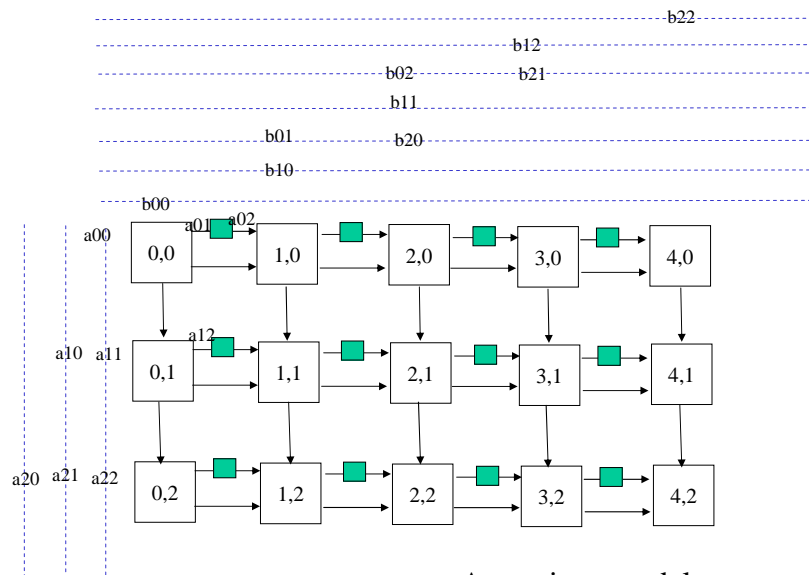 b22
b12
b02 b21
b11
b01 b20
b10
b00
a00 a01 a02
0,0 1,0 2,0 3,0 4,0
a12
a10 a11
0,1 1,1 2,1 3,1 4,1
a20 a21 a22
0,2 1,2 2,2 3,2 4,2